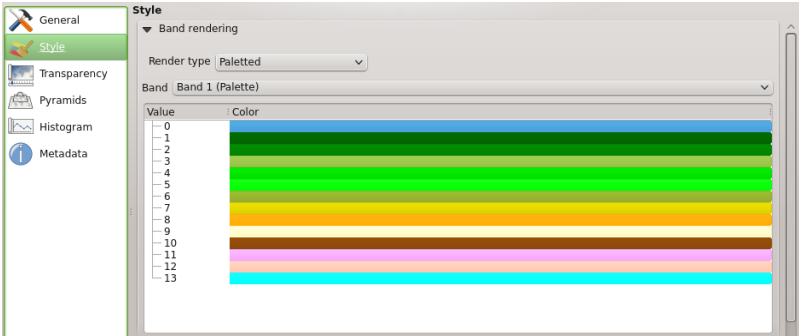 General
Style
Transparency
Pyramids
Histogram
Metadata
Style
Band rendering
Render type Paletted
Band Band 1 (Palette)
Value Color
0
1
2
3
4
5
6
7
8
9
10
11
12
13